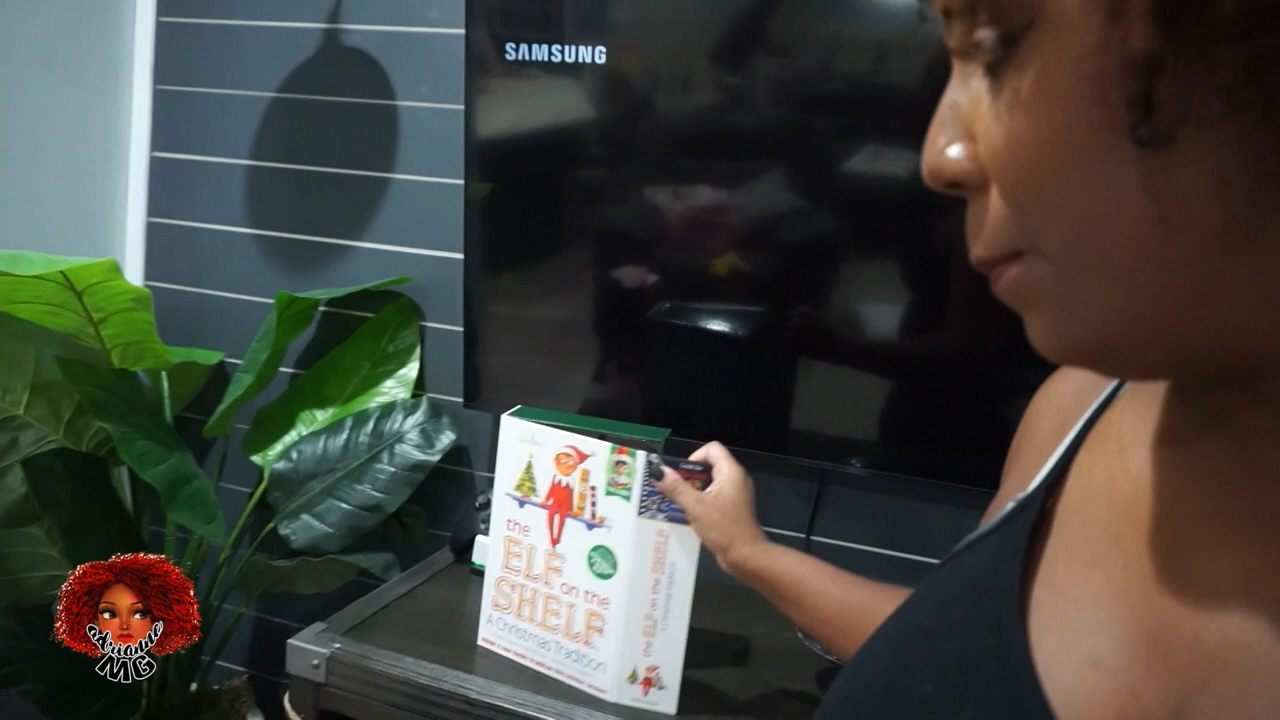 SAMSUNG
the
ELF on the
SHELF
A Christmas Tradition
the ELF on the SHELF
adrianne
MG